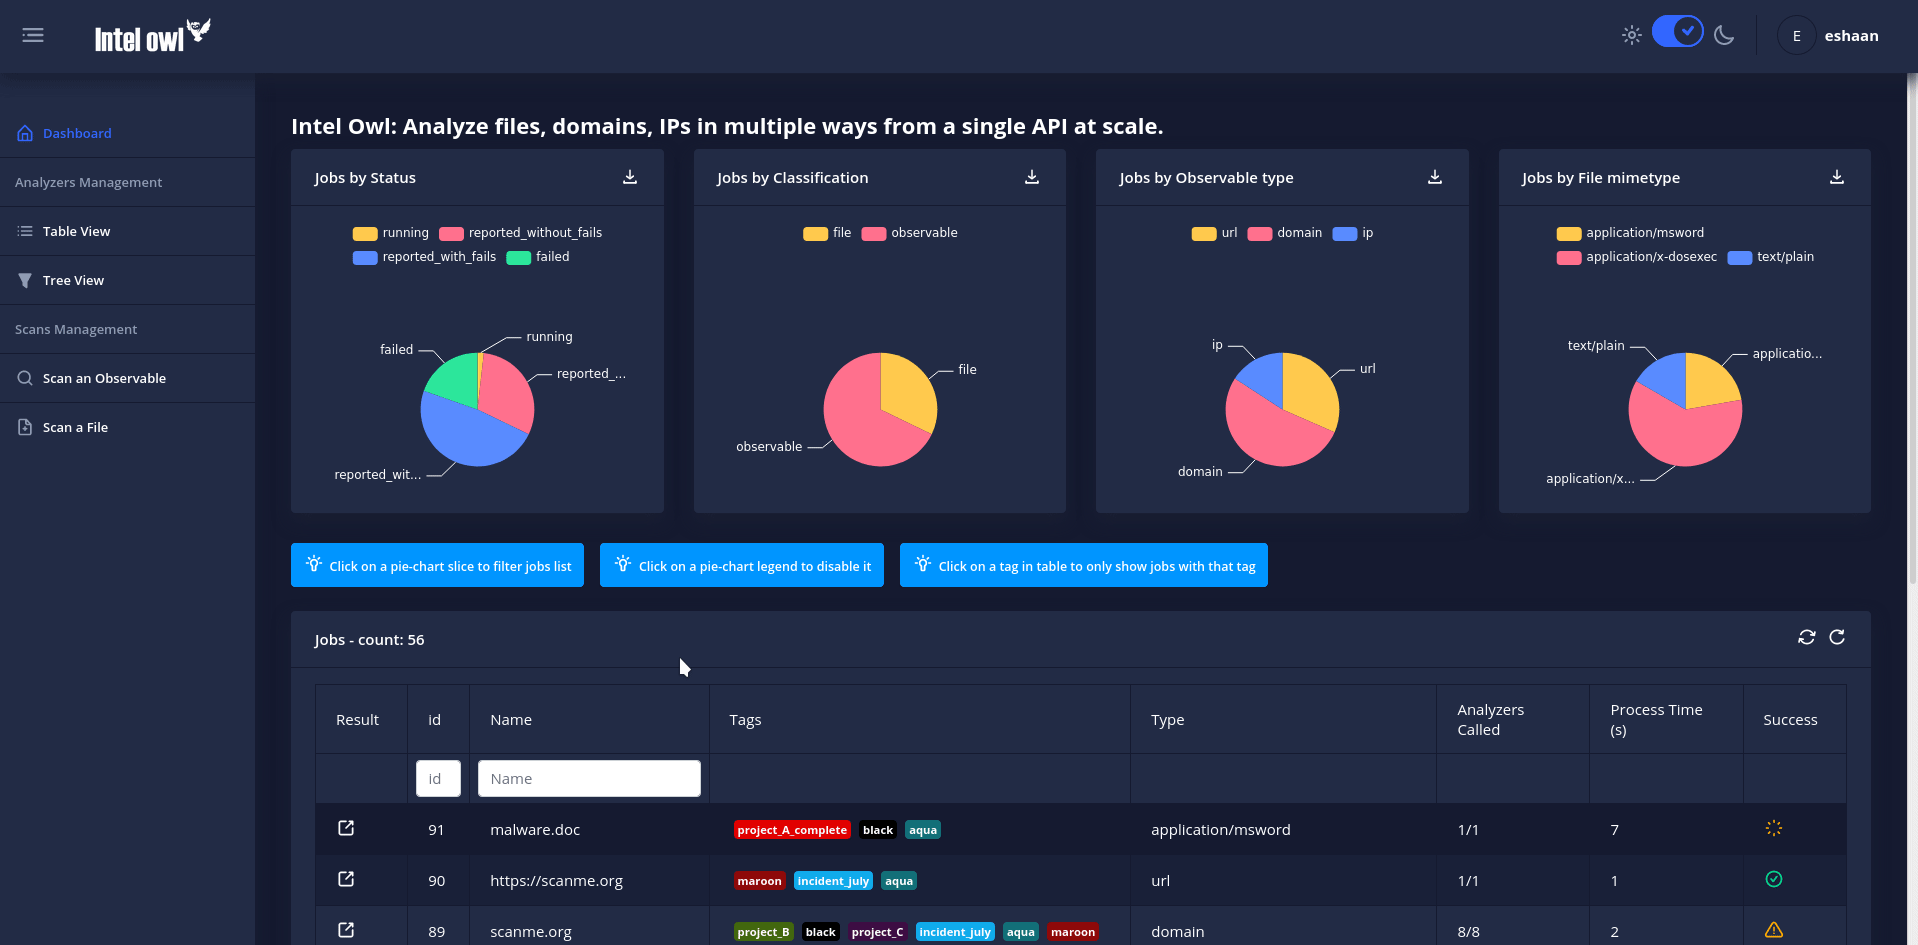 Intel owl
E eshaan
Dashboard
Analyzers Management
Table View
Tree View
Scans Management
Scan an Observable
Scan a File
Intel Owl: Analyze files, domains, IPs in multiple ways from a single API at scale.
Jobs by Status
running reported_without_fails
reported_with_fails failed
running
failed
reported_...
reported_wit...
Jobs by Classification
file observable
file
observable
Jobs by Observable type
url domain ip
ip
url
domain
Jobs by File mimetype
application/msword
application/x-dosexec text/plain
text/plain
applicatio...
application/x...
Click on a pie-chart slice to filter jobs list
Click on a pie-chart legend to disable it
Click on a tag in table to only show jobs with that tag
Jobs - count: 56
Result id Name Tags Type Analyzers Called Process Time (s) Success
id Name
91 malware.doc project_A_complete black aqua application/msword 1/1 7
90 https://scanme.org maroon incident_july aqua url 1/1 1
89 scanme.org project_B black project_C incident_july aqua maroon domain 8/8 2